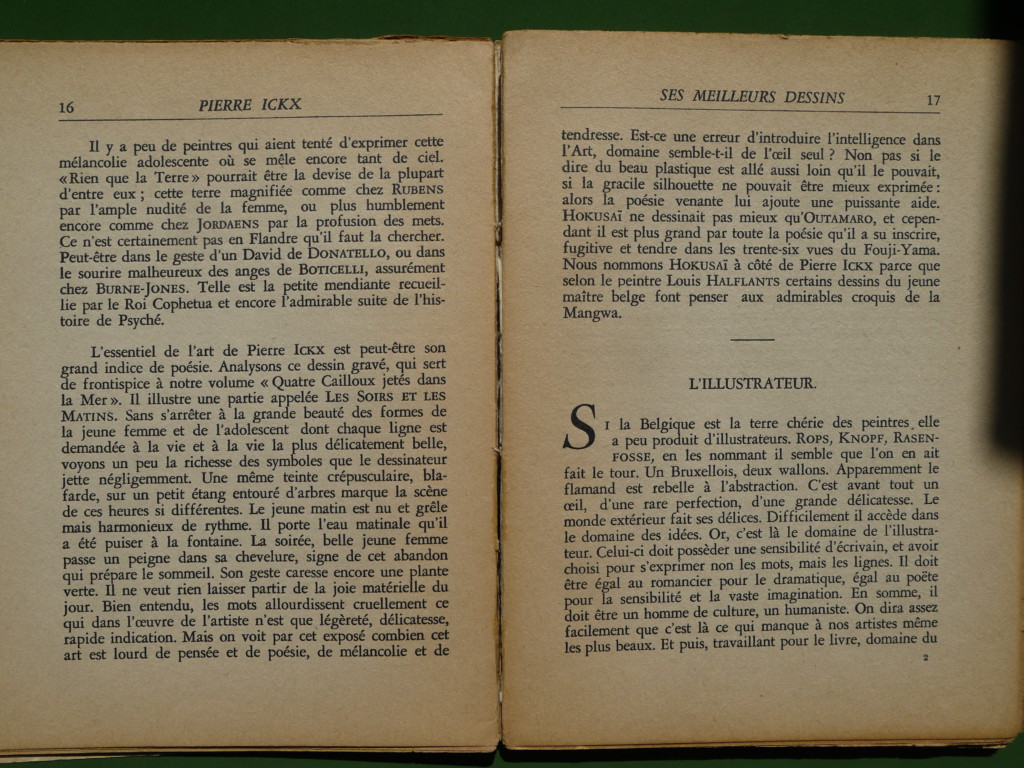 16
PIERRE ICKX
Il y a peu de peintres qui aient tenté d'exprimer cette
mélancolie adolescente où se mêle encore tant de ciel.
« Rien que la Terre » pourrait être la devise de la plupart
d'entre eux ; cette terre magnifiée comme chez RUBENS
par l'ample nudité de la femme, ou plus humblement
encore comme chez JORDAENS par la profusion des mets.
Ce n'est certainement pas en Flandre qu'il faut la chercher.
Peut-être dans le geste d'un David de DONATELLO, ou dans
le sourire malheureux des anges de BOTICELLI, assurément
chez BURNE-JONES. Telle est la petite mendiante recueil-
lie par le Roi Cophetua et encore l'admirable suite de l'his-
toire de Psyché.
L'essentiel de l'art de Pierre ICKX est peut-être son
grand indice de poésie. Analysons ce dessin gravé, qui sert
de frontispice à notre volume « Quatre Cailloux jetés dans
la Mer ». Il illustre une partie appelée LES SOIRS ET LES
MATINS. Sans s'arrêter à la grande beauté des formes de
la jeune femme et de l'adolescent dont chaque ligne est
demandée à la vie et à la vie la plus délicatement belle,
voyons un peu la richesse des symboles que le dessinateur
jette négligemment. Une même teinte crépusculaire, bla-
farde, sur un petit étang entouré d'arbres marque la scène
de ces heures si différentes. Le jeune matin est nu et grêle
mais harmonieux de rythme. Il porte l'eau matinale qu'il
a été puiser à la fontaine. La soirée, belle jeune femme
passe un peigne dans sa chevelure, signe de cet abandon
qui prépare le sommeil. Son geste caresse encore une plante
verte. Il ne veut rien laisser partir de la joie matérielle du
jour. Bien entendu, les mots allourdissent cruellement ce
qui dans l'œuvre de l'artiste n'est que légèreté, délicatesse,
rapide indication. Mais on voit par cet exposé combien cet
art est lourd de pensée et de poésie, de mélancolie et de
SES MEILLEURS DESSINS
17
tendresse. Est-ce une erreur d'introduire l'intelligence dans
l'Art, domaine semble-t-il de l'œil seul ? Non pas si le
dire du beau plastique est allé aussi loin qu'il le pouvait,
si la gracile silhouette ne pouvait être mieux exprimée :
alors la poésie venante lui ajoute une puissante aide.
HOKUSAÏ ne dessinait pas mieux qu'OUTAMARO, et cepen-
dant il est plus grand par toute la poésie qu'il a su inscrire,
fugitive et tendre dans les trente-six vues du Fouji-Yama.
Nous nommons HOKUSAÏ à côté de Pierre ICKX parce que
selon le peintre Louis HALFLANTS certains dessins du jeune
maître belge font penser aux admirables croquis de la
Mangwa.
L'ILLUSTRATEUR.
SI la Belgique est la terre chérie des peintres elle
a peu produit d'illustrateurs. ROPS, KNOPF, RASEN-
FOSSE, en les nommant il semble que l'on en ait
fait le tour. Un Bruxellois, deux wallons. Apparemment le
flamand est rebelle à l'abstraction. C'est avant tout un
œil, d'une rare perfection, d'une grande délicatesse. Le
monde extérieur fait ses délices. Difficilement il accède dans
le domaine des idées. Or, c'est là le domaine de l'illustra-
teur. Celui-ci doit possèder une sensibilité d'écrivain, et avoir
choisi pour s'exprimer non les mots, mais les lignes. Il doit
être égal au romancier pour le dramatique, égal au poëte
pour la sensibilité et la vaste imagination. En somme, il
doit être un homme de culture, un humaniste. On dira assez
facilement que c'est là ce qui manque à nos artistes même
les plus beaux. Et puis, travaillant pour le livre, domaine du
2